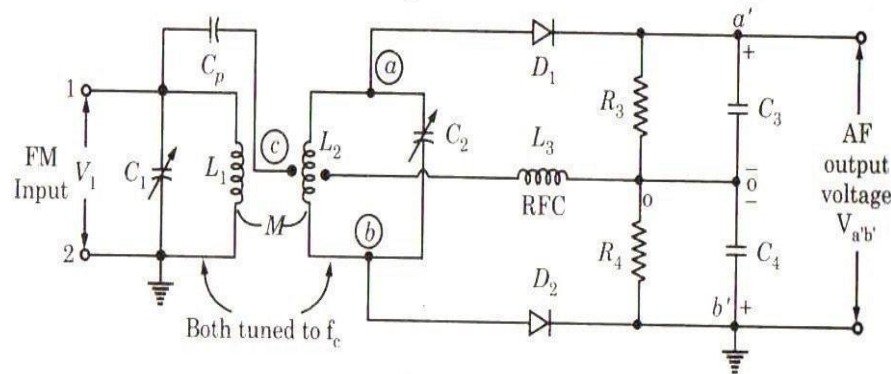 C_p
1
FM
Input
V_1
C_1
L_1
M
2
Both tuned to f_c
c
a
L_2
C_2
b
D_1
L_3
RFC
D_2
R_3
o
R_4
a'
+
C_3
–
o
–
C_4
b' +
AF
output
voltage
V_a'b'